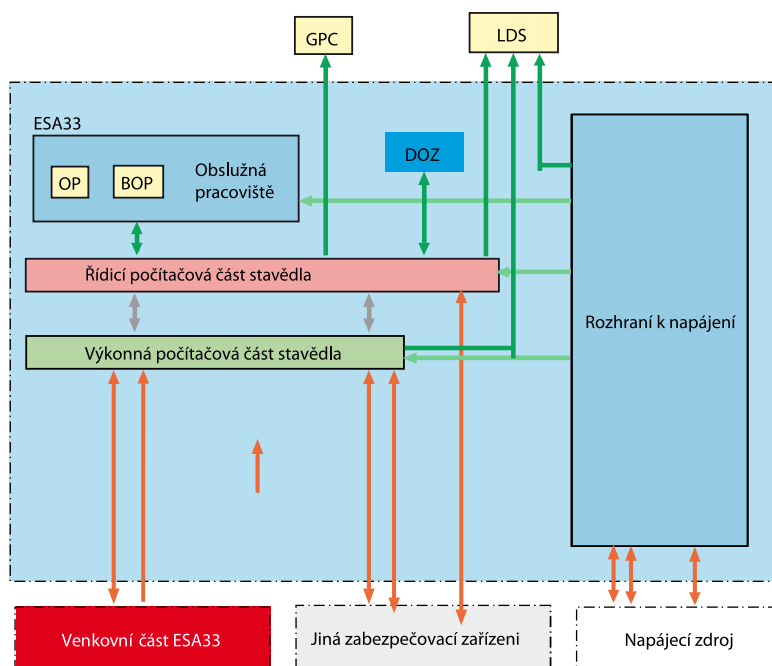 GPC
LDS
ESA33
OP
BOP
Obslužná
pracoviště
DOZ
Řídicí počítačová část stavědla
Rozhraní k napájení
Výkonná počítačová část stavědla
Venkovní část ESA33
Jiná zabezpečovací zařízeni
Napájecí zdroj